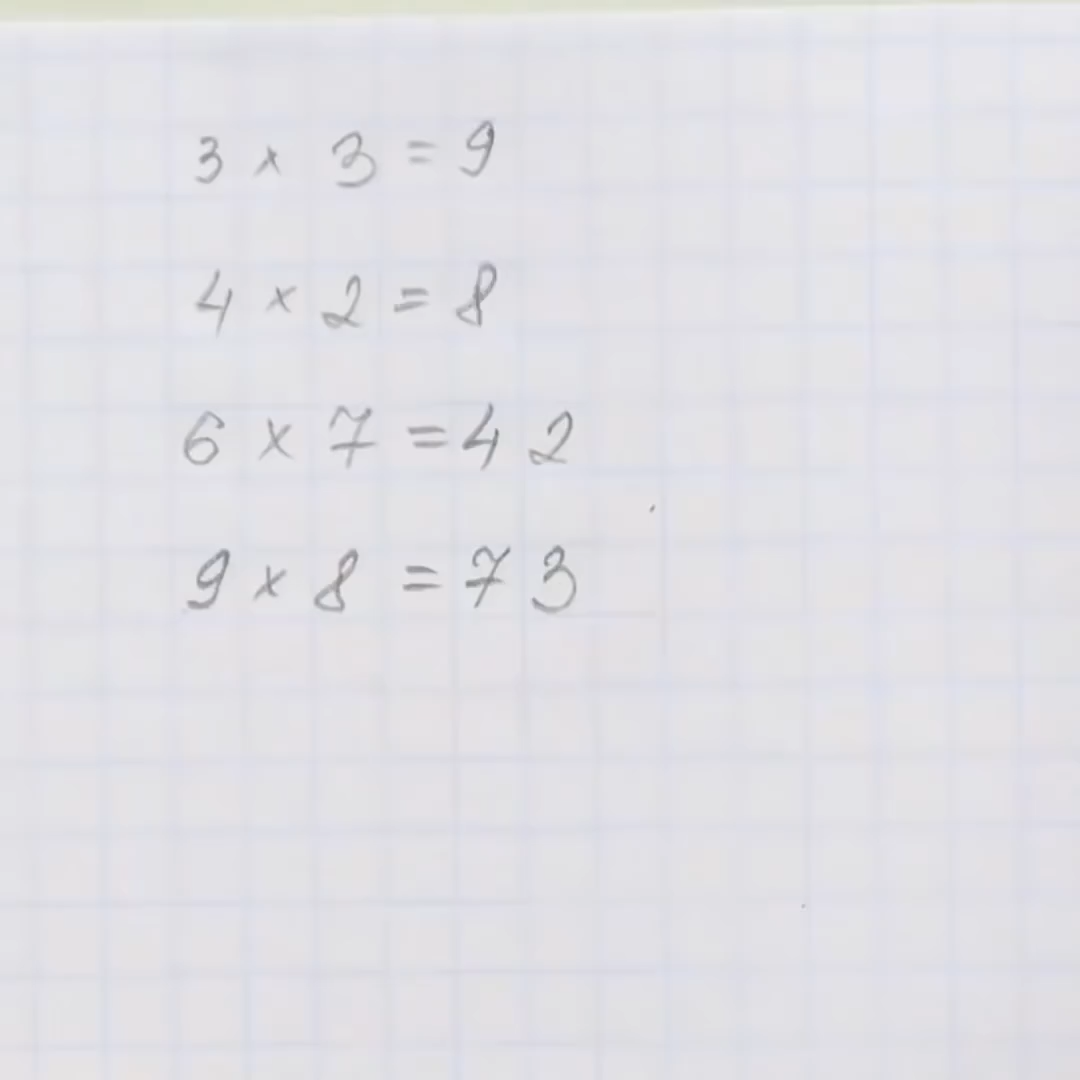 3 × 3 = 9
4 × 2 = 8
6 × 7 = 42
9 × 8 = 73